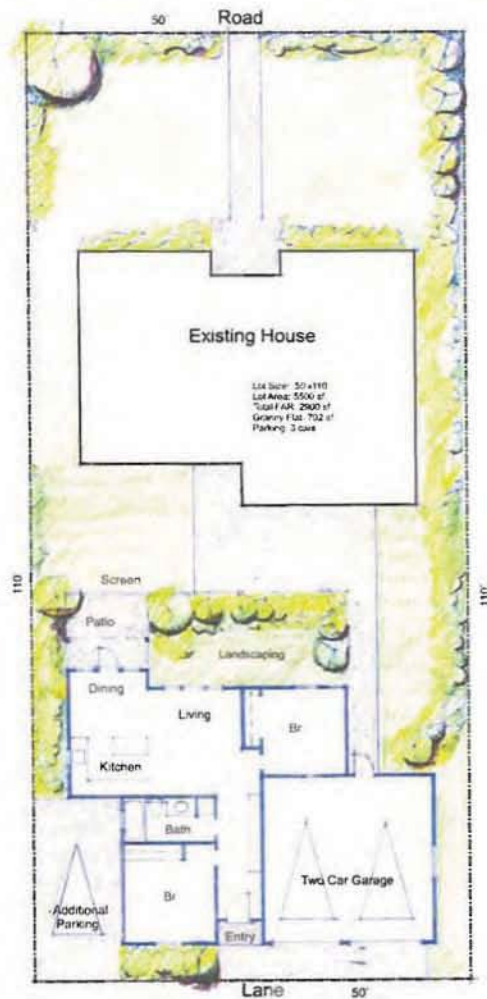 Road
50'
Existing House
Lot Size: 50 x110
Lot Area: 5500 sf
Total FAR: 2900 sf
Granny Flat: 702 sf
Parking: 3 cars
110'
110'
Screen
Patio
Landscaping
Dining
Living
Br
Kitchen
Bath
Br
Two Car Garage
Additional
Parking
Entry
Lane
50'